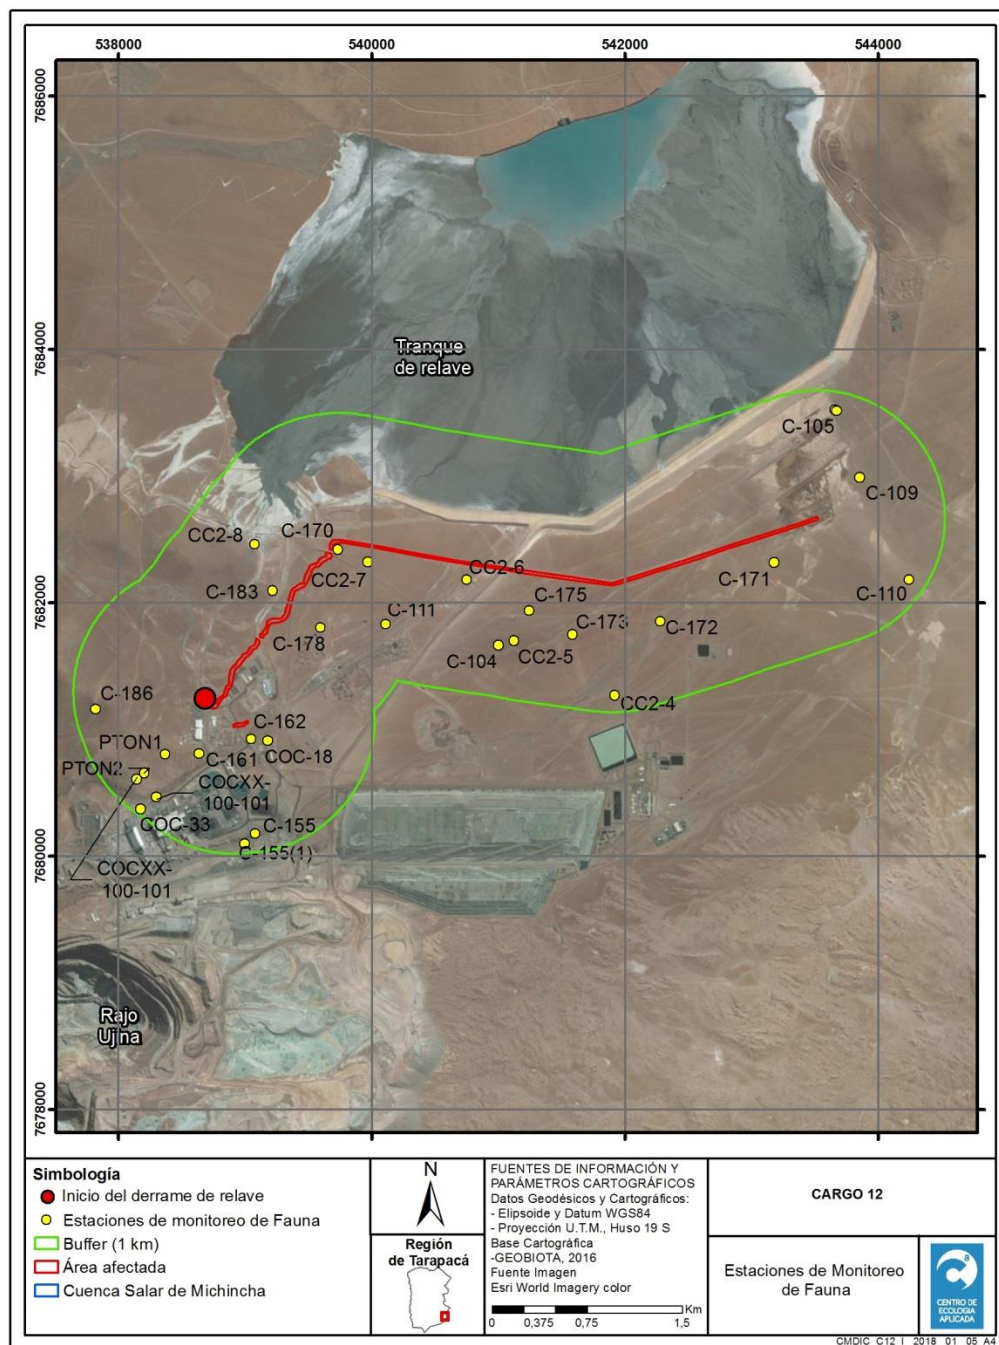 538000
540000
542000
544000
7686000
7684000
7682000
7680000
7678000
Tranque
de relave
C-105
C-109
C-170
CC2-8
CC2-7
CC2-6
C-171
C-110
C-183
C-175
C-111
C-173
C-178
C-172
C-104
CC2-5
CC2-4
C-186
C-162
PTON1
C-161
COC-18
PTON2
COCXX-
100-101
COC-33
C-155
C-155(1)
COCXX-
100-101
Rajo
Ujina
Simbología
Inicio del derrame de relave
Estaciones de monitoreo de Fauna
Buffer (1 km)
Área afectada
Cuenca Salar de Michincha
N
Región
de Tarapacá
FUENTES DE INFORMACIÓN Y
PARÁMETROS CARTOGRÁFICOS
Datos Geodésicos y Cartográficos:
- Elipsoide y Datum WGS84
- Proyección U.T.M., Huso 19 S
Base Cartográfica
-GEOBIOTA, 2016
Fuente Imagen
Esri World Imagery color
Km
0 0,375 0,75 1,5
CARGO 12
Estaciones de Monitoreo
de Fauna
CENTRO DE
ECOLOGÍA
APLICADA
CMDIC_C12_I_2018_01_05_A4